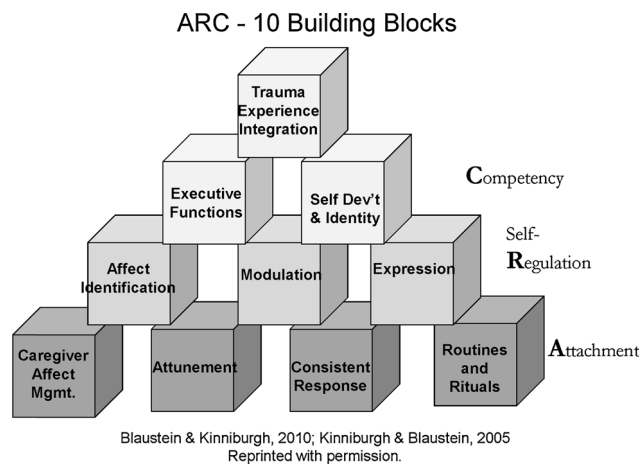 ARC - 10 Building Blocks
Trauma
Experience
Integration
Executive
Functions
Self Dev't
& Identity
Competency
Affect
Identification
Modulation
Expression
Self-
Regulation
Caregiver
Affect
Mgmt.
Attunement
Consistent
Response
Routines
and
Rituals
Attachment
Blaustein & Kinniburgh, 2010; Kinniburgh & Blaustein, 2005
Reprinted with permission.